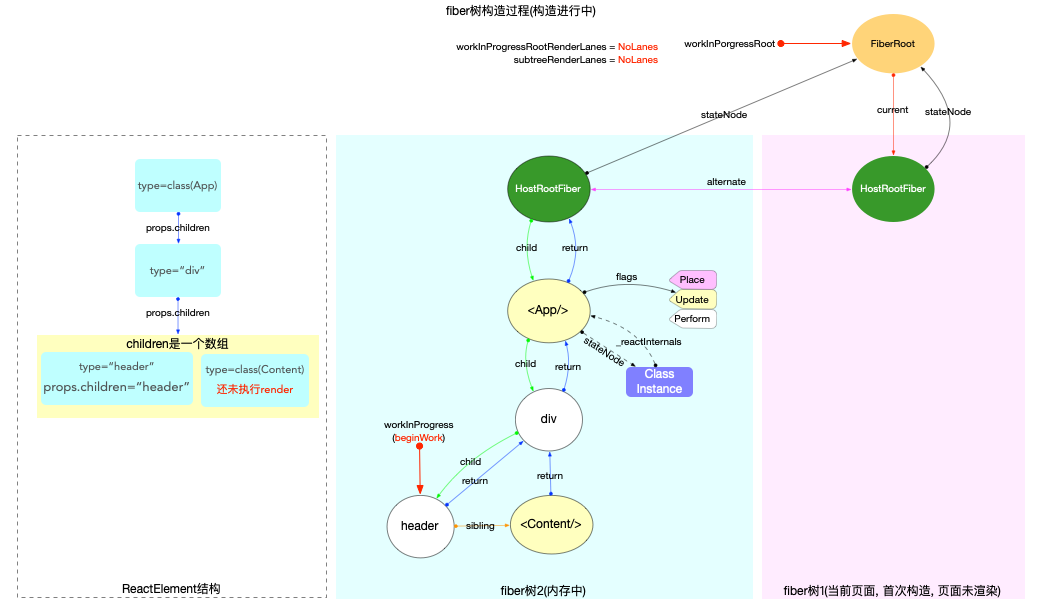 fiber树构造过程(构造进行中)
workInProgressRootRenderLanes = NoLanes
subtreeRenderLanes = NoLanes
workInPorgressRoot
FiberRoot
stateNode
current
stateNode
type=class(App)
props.children
type=“div”
props.children
children是一个数组
type=“header”
props.children=“header”
type=class(Content)
还未执行render
ReactElement结构
HostRootFiber
alternate
HostRootFiber
child
return
<App/>
flags
Place
Update
Perform
_reactInternals
stateNode
Class
Instance
child
return
div
workInProgress
(beginWork)
child
return
return
header
sibling
<Content/>
fiber树2(内存中)
fiber树1(当前页面, 首次构造, 页面未渲染)